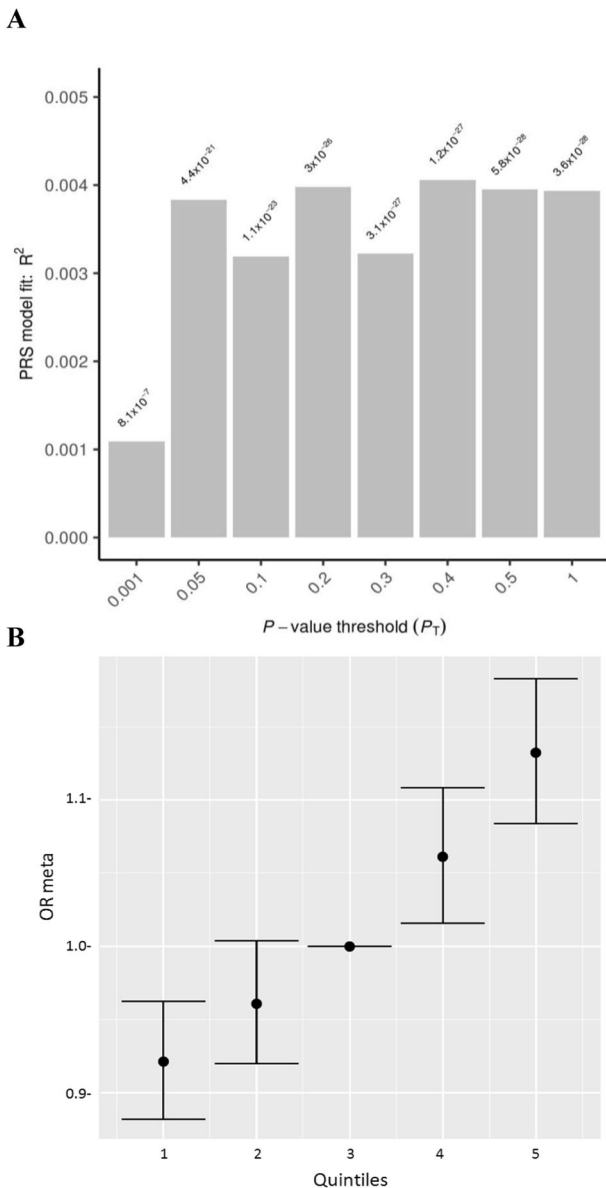 A
PRS model fit: R²
0.005
0.004
0.003
0.002
0.001
0.000
8.1x10⁻⁷
4.4x10⁻²¹
1.1x10⁻²³
3x10⁻²⁶
3.1x10⁻²⁷
1.2x10⁻²⁷
5.8x10⁻²⁸
3.6x10⁻²⁸
0.001 0.05 0.1 0.2 0.3 0.4 0.5 1
P – value threshold (P_T)
B
OR meta
1.1-
1.0-
0.9-
1 2 3 4 5
Quintiles